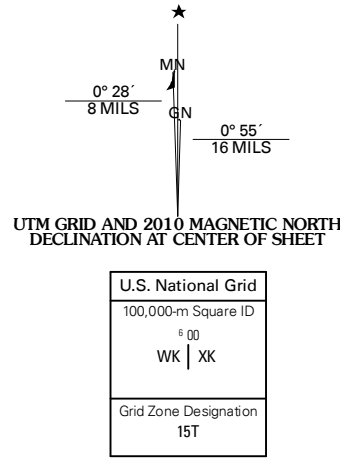 MN
0° 28´
8 MILS
GN
0° 55´
16 MILS
UTM GRID AND 2010 MAGNETIC NORTH
DECLINATION AT CENTER OF SHEET
U.S. National Grid
100,000-m Square ID
6 00
WK XK
Grid Zone Designation
15T